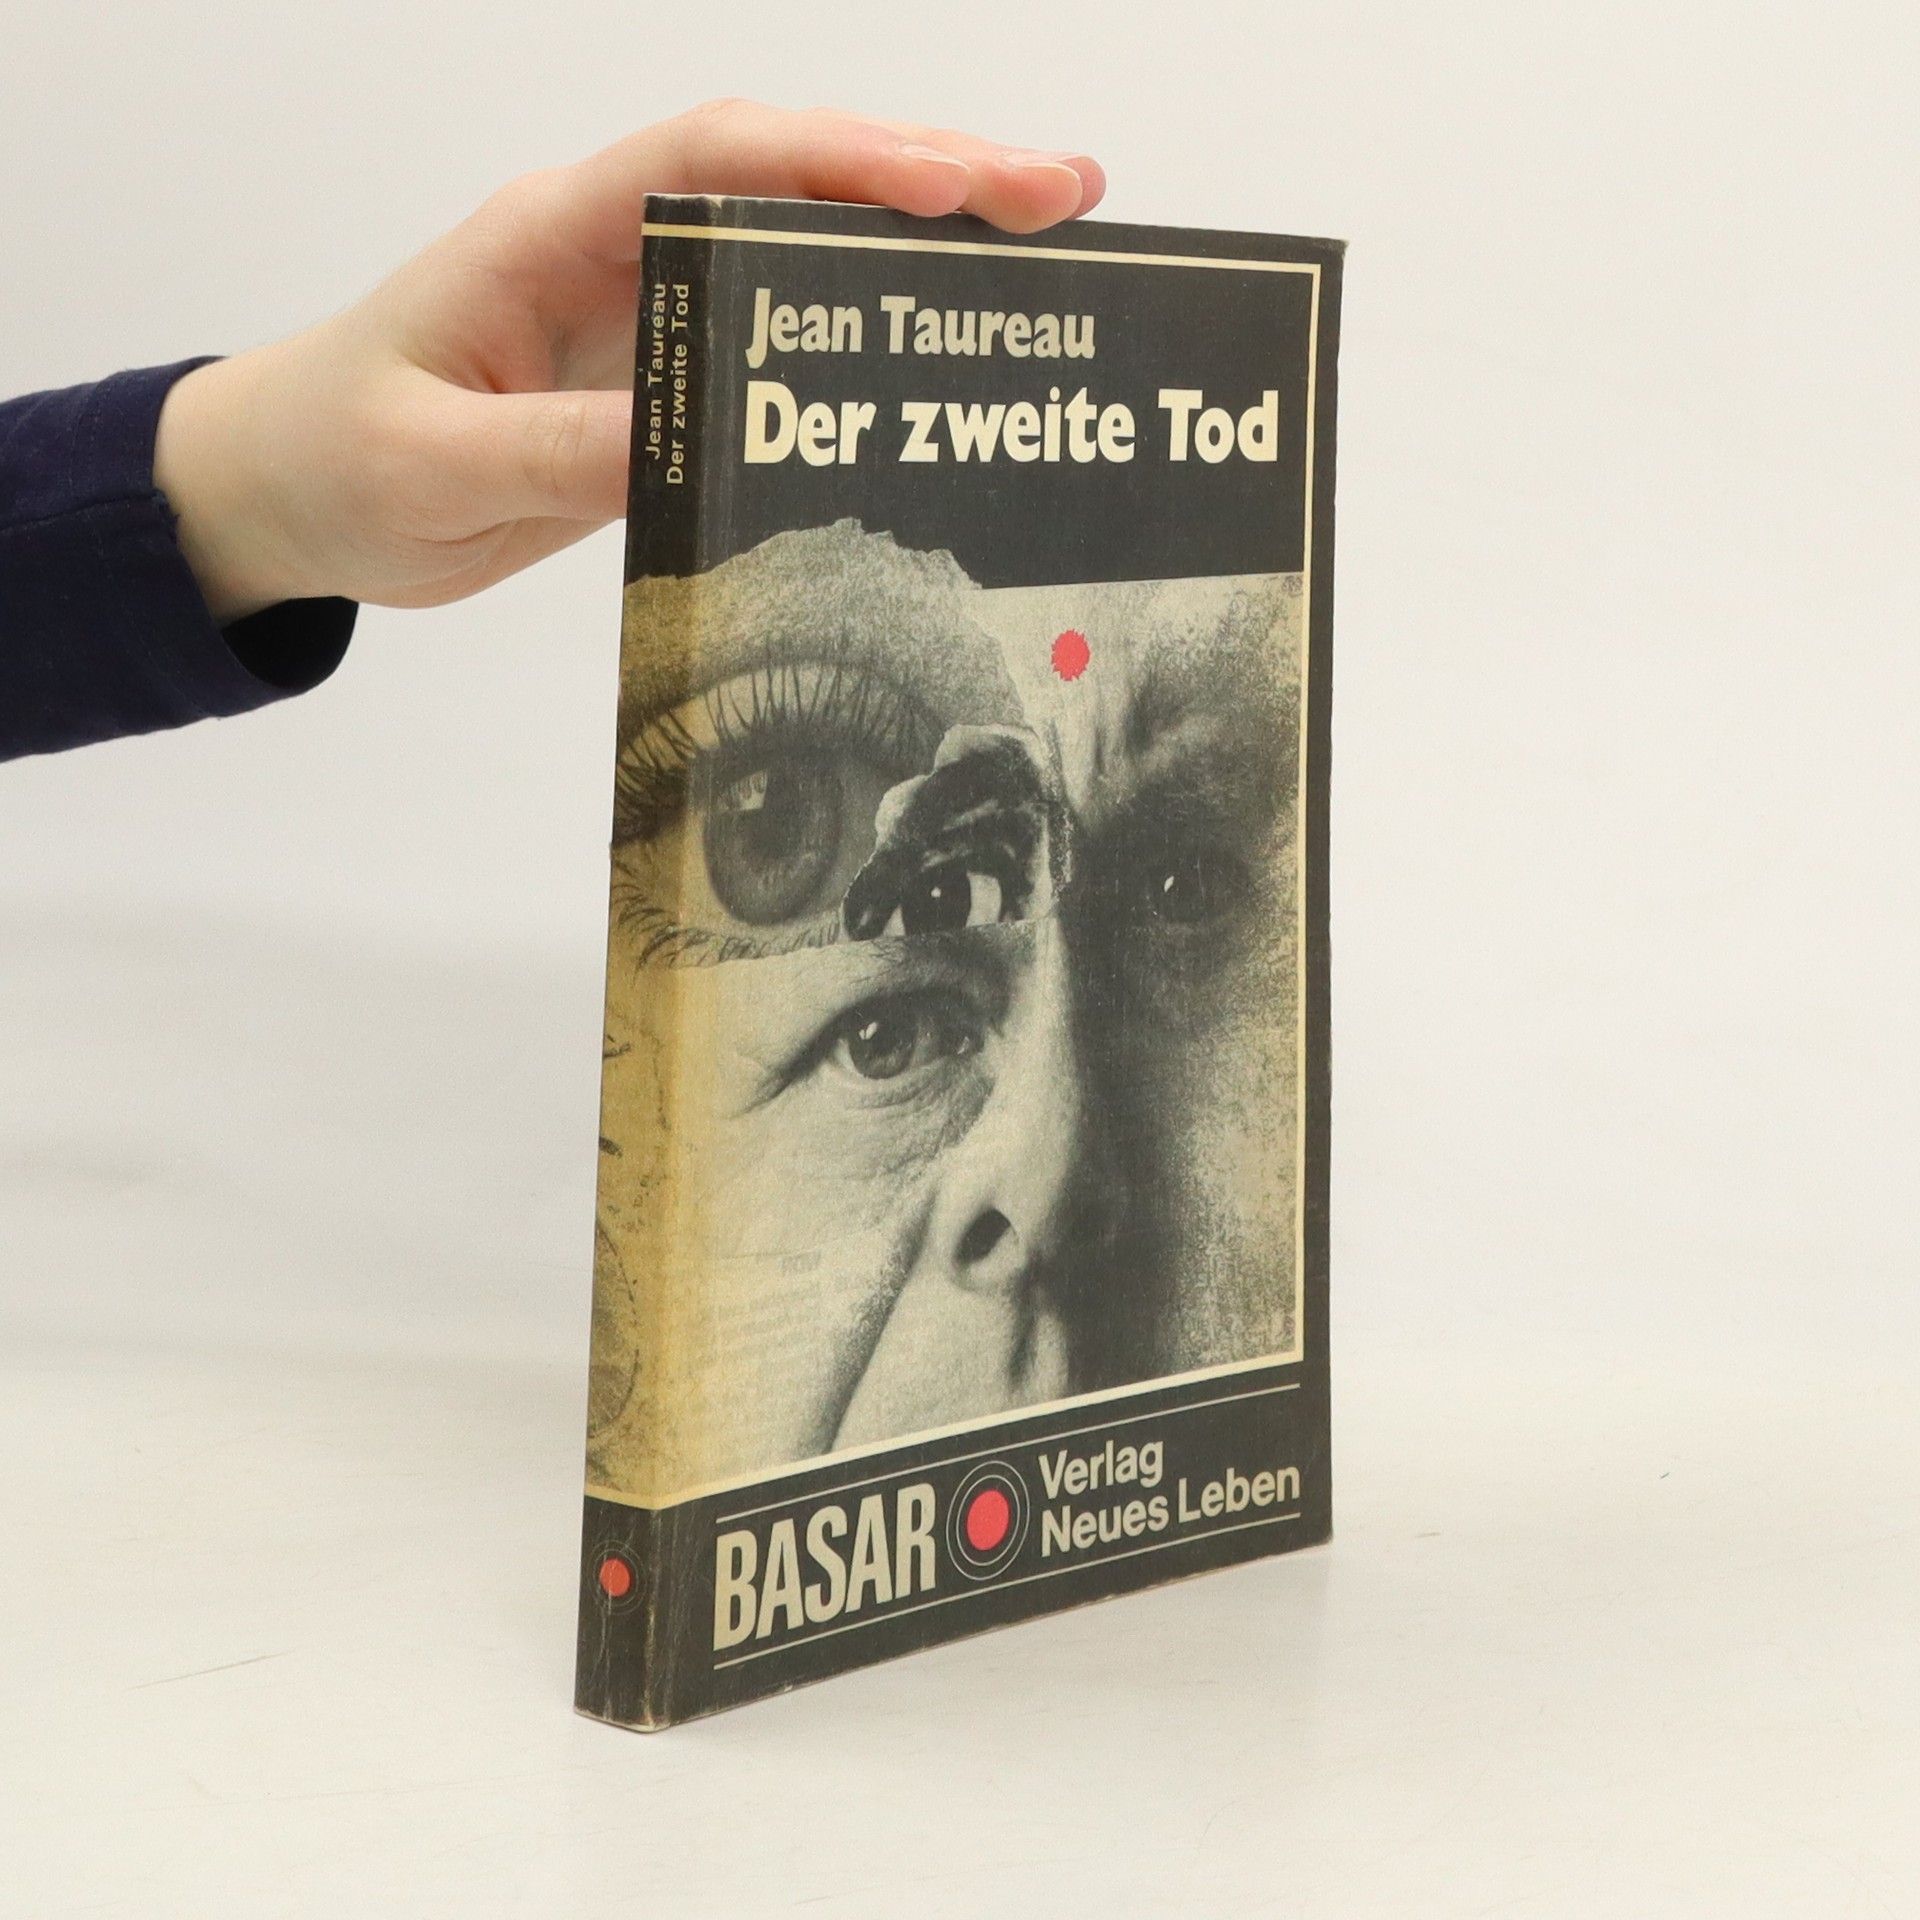 Jean Taureau
Der zweite Tod
Jean Taureau
Der zweite Tod
BASAR
Verlag
Neues Leben